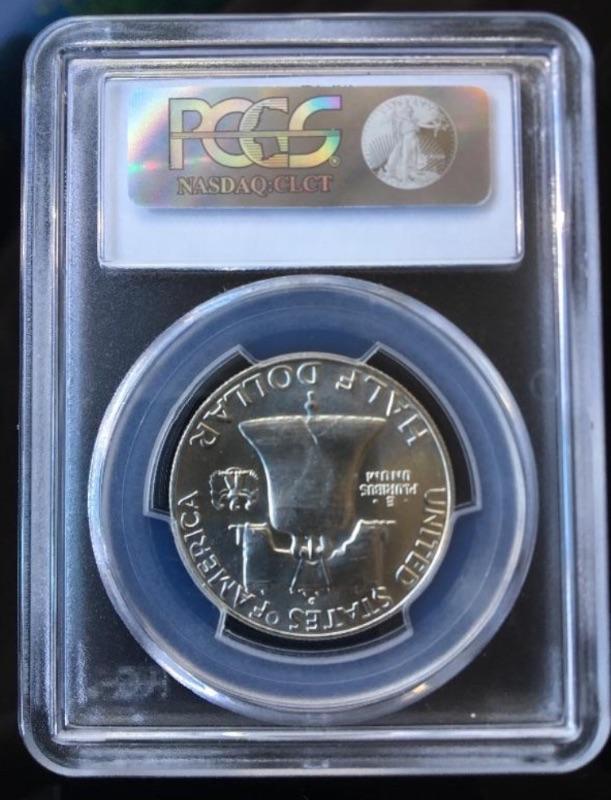 PCGS
NASDAQ:CLCT
UNITED STATES OF AMERICA
E
PLURIBUS
UNUM
HALF DOLLAR